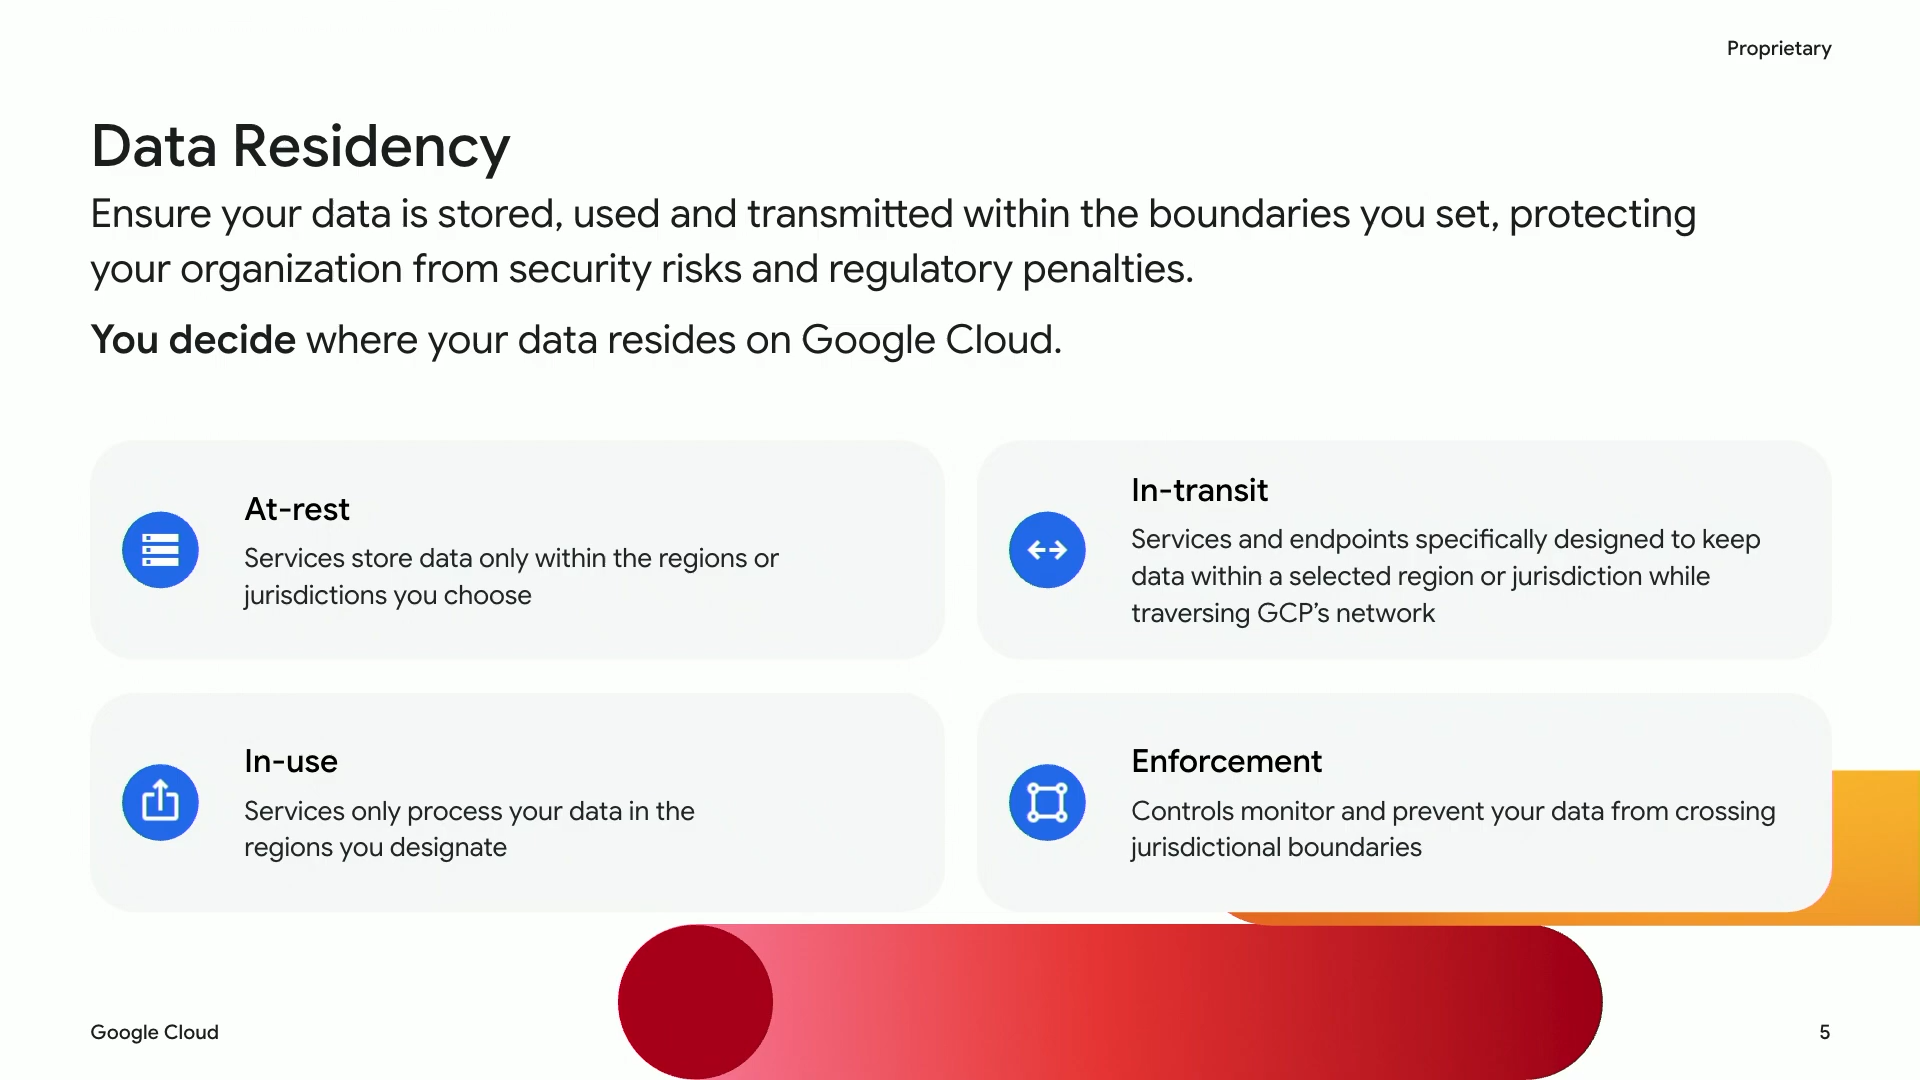 Proprietary
Data Residency
Ensure your data is stored, used and transmitted within the boundaries you set, protecting
your organization from security risks and regulatory penalties.
You decide where your data resides on Google Cloud.
At-rest
Services store data only within the regions or
jurisdictions you choose
In-transit
Services and endpoints specifically designed to keep
data within a selected region or jurisdiction while
traversing GCP’s network
In-use
Services only process your data in the
regions you designate
Enforcement
Controls monitor and prevent your data from crossing
jurisdictional boundaries
Google Cloud
5